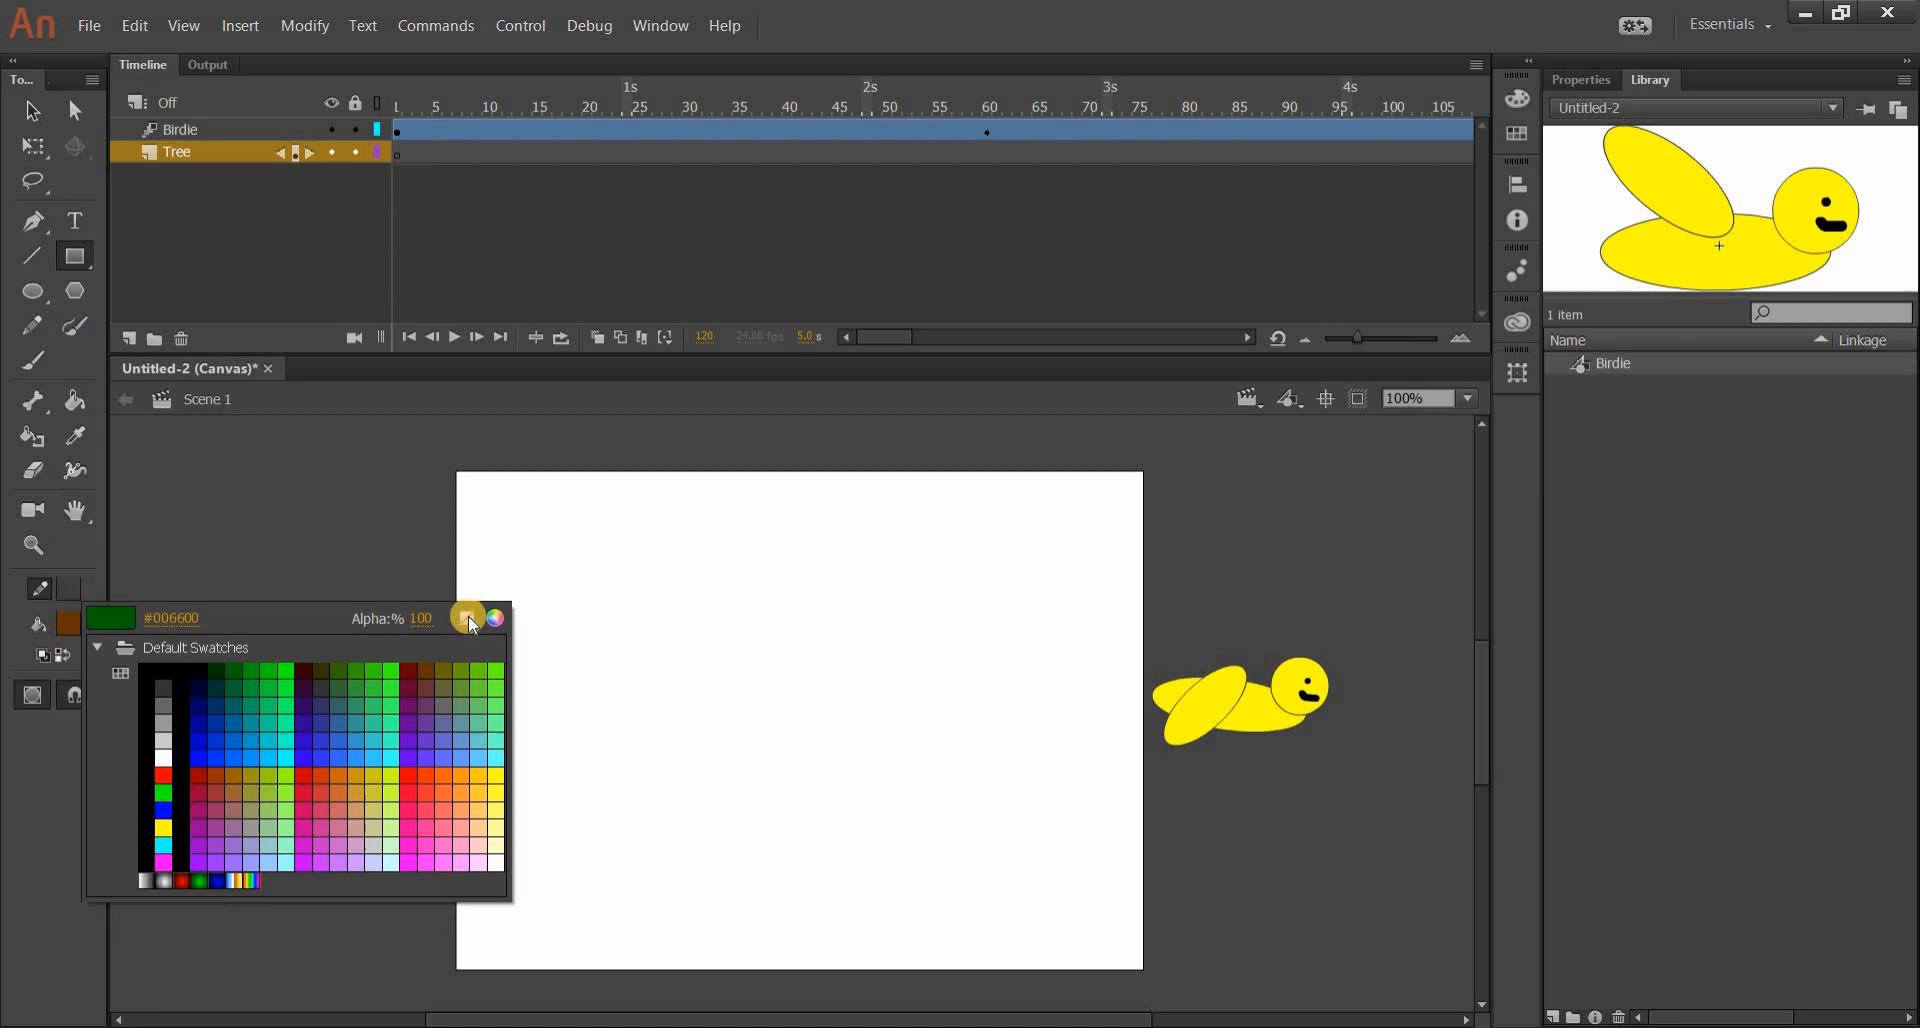 An File Edit View Insert Modify Text Commands Control Debug Window Help Essentials
To... Timeline Output Properties Library
Off 1s 2s 3s 4s
1 5 10 15 20 25 30 35 40 45 50 55 60 65 70 75 80 85 90 95 100 105
Untitled-2
Birdie
Tree
T
120 24.00 fps 5.0 s
1 item
Name Linkage
Birdie
Untitled-2 (Canvas)* ×
Scene 1 100%
#006600 Alpha:% 100
Default Swatches